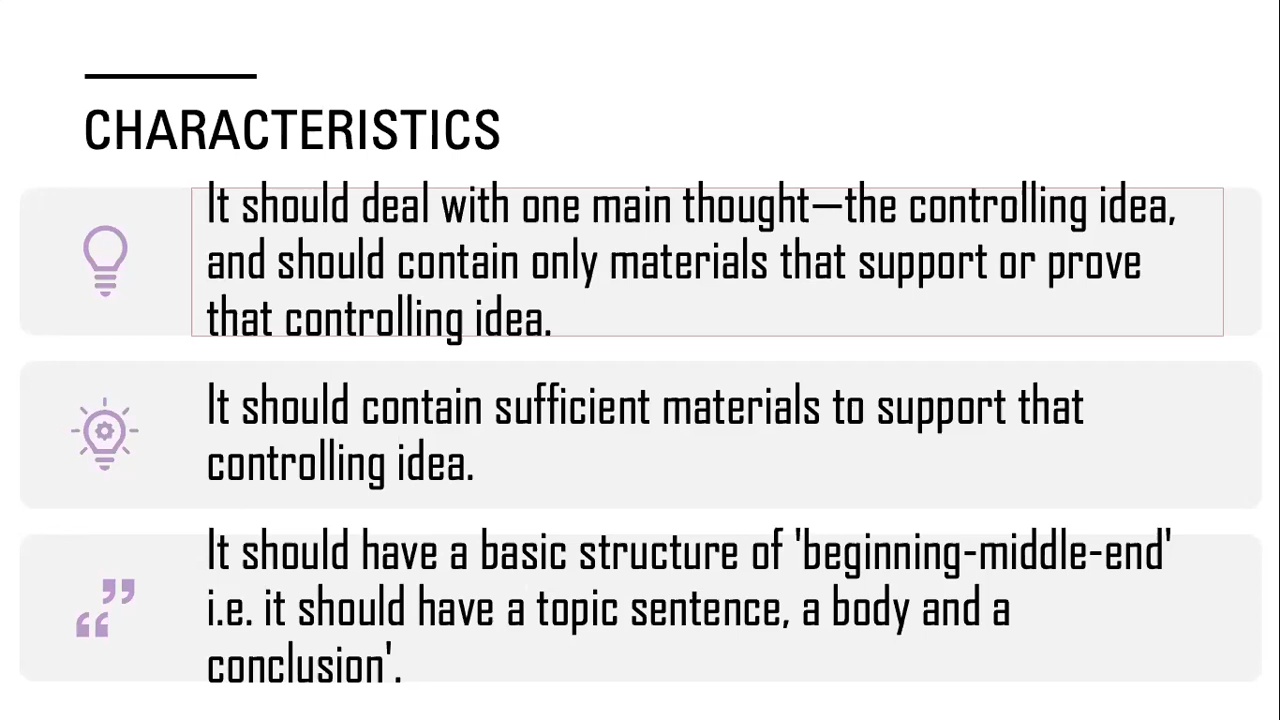 CHARACTERISTICS
It should deal with one main thought—the controlling idea,
and should contain only materials that support or prove
that controlling idea.
It should contain sufficient materials to support that
controlling idea.
It should have a basic structure of 'beginning-middle-end'
i.e. it should have a topic sentence, a body and a
conclusion'.